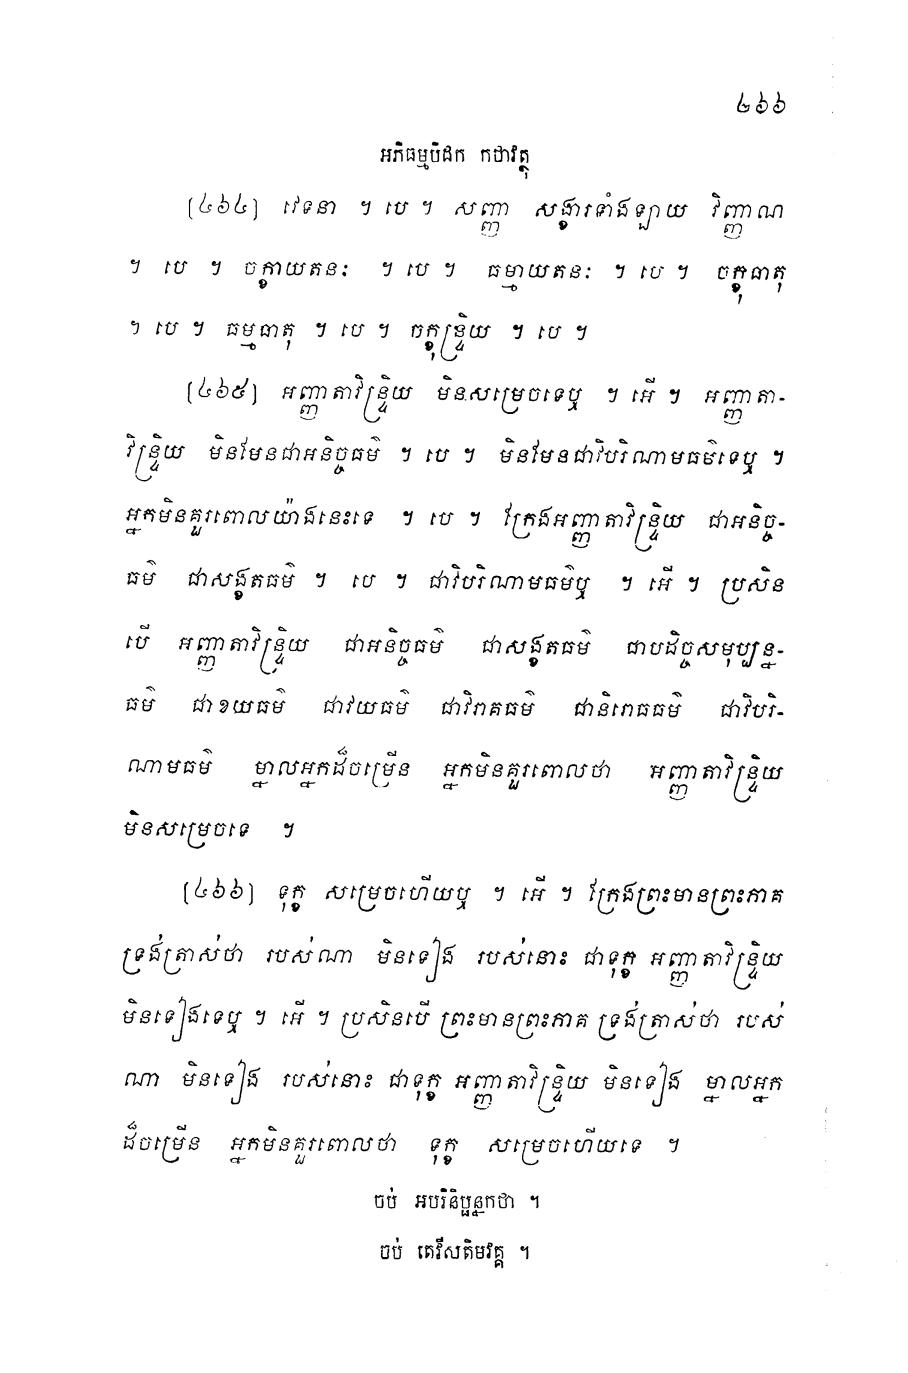 ៤៦៦
អភិធម្មបិដក កថាវត្ថុ
[៤៦៤] វេទនា ។ បេ ។ សញ្ញា សង្ខារទាំងឡាយ វិញ្ញាណ
។ បេ ។ ចក្ខាយតនៈ ។ បេ ។ ធម្មាយតនៈ ។ បេ ។ ចក្ខុធាតុ
។ បេ ។ ធម្មធាតុ ។ បេ ។ ចក្ខុន្ទ្រិយ ។ បេ ។
[៤៦៥] អញ្ញាតាវិន្ទ្រិយ មិនសម្រេចទេឬ ។ អើ ។ អញ្ញាតា-
វិន្ទ្រិយ មិនមែនជាអនិច្ចធម៌ ។ បេ ។ មិនមែនជាវិបរិណាមធម៌ទេឬ ។
អ្នកមិនគួរពោលយ៉ាងនេះទេ ។ បេ ។ ក្រែងអញ្ញាតាវិន្ទ្រិយ ជាអនិច្ច-
ធម៌ ជាសង្ខតធម៌ ។ បេ ។ ជាវិបរិណាមធម៌ឬ ។ អើ ។ ប្រសិន
បើ អញ្ញាតាវិន្ទ្រិយ ជាអនិច្ចធម៌ ជាសង្ខតធម៌ ជាបដិច្ចសមុប្បន្ន-
ធម៌ ជាខយធម៌ ជាវយធម៌ ជាវិរាគធម៌ ជានិរោធធម៌ ជាវិបរិ-
ណាមធម៌ ម្នាលអ្នកដ៏ចម្រើន អ្នកមិនគួរពោលថា អញ្ញាតាវិន្ទ្រិយ
មិនសម្រេចទេ ។
[៤៦៦] ទុក្ខ សម្រេចហើយឬ ។ អើ ។ ក្រែងព្រះមានព្រះភាគ
ទ្រង់ត្រាស់ថា របស់ណា មិនទៀង របស់នោះ ជាទុក្ខ អញ្ញាតាវិន្ទ្រិយ
មិនទៀងទេឬ ។ អើ ។ ប្រសិនបើ ព្រះមានព្រះភាគ ទ្រង់ត្រាស់ថា របស់
ណា មិនទៀង របស់នោះ ជាទុក្ខ អញ្ញាតាវិន្ទ្រិយ មិនទៀង ម្នាលអ្នក
ដ៏ចម្រើន អ្នកមិនគួរពោលថា ទុក្ខ សម្រេចហើយទេ ។
ចប់ អបរិនិប្ផន្នកថា ។
ចប់ តេវីសតិមវគ្គ ។